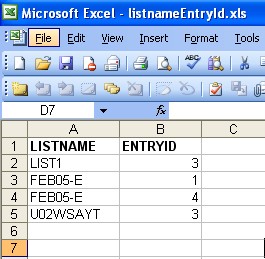 Microsoft Excel - listnameEntryId.xls
File Edit View Insert Format Tools
D7 fx
A B C
1 LISTNAME ENTRYID
2 LIST1 3
3 FEB05-E 1
4 FEB05-E 4
5 U02WSAYT 3
6
7